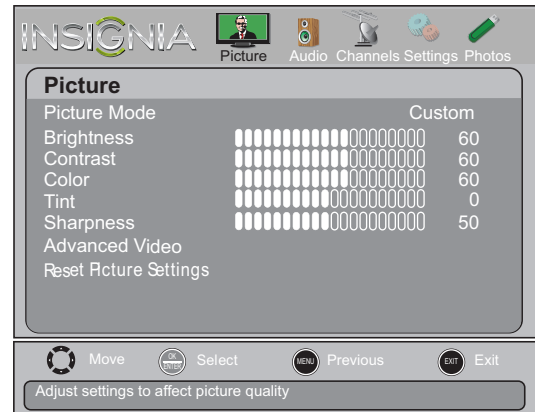 INSIGNIA
Picture Audio Channels Settings Photos
Picture
Picture Mode Custom
Brightness 60
Contrast 60
Color 60
Tint 0
Sharpness 50
Advanced Video
Reset Picture Settings
Move OK ENTER Select MENU Previous EXIT Exit
Adjust settings to affect picture quality